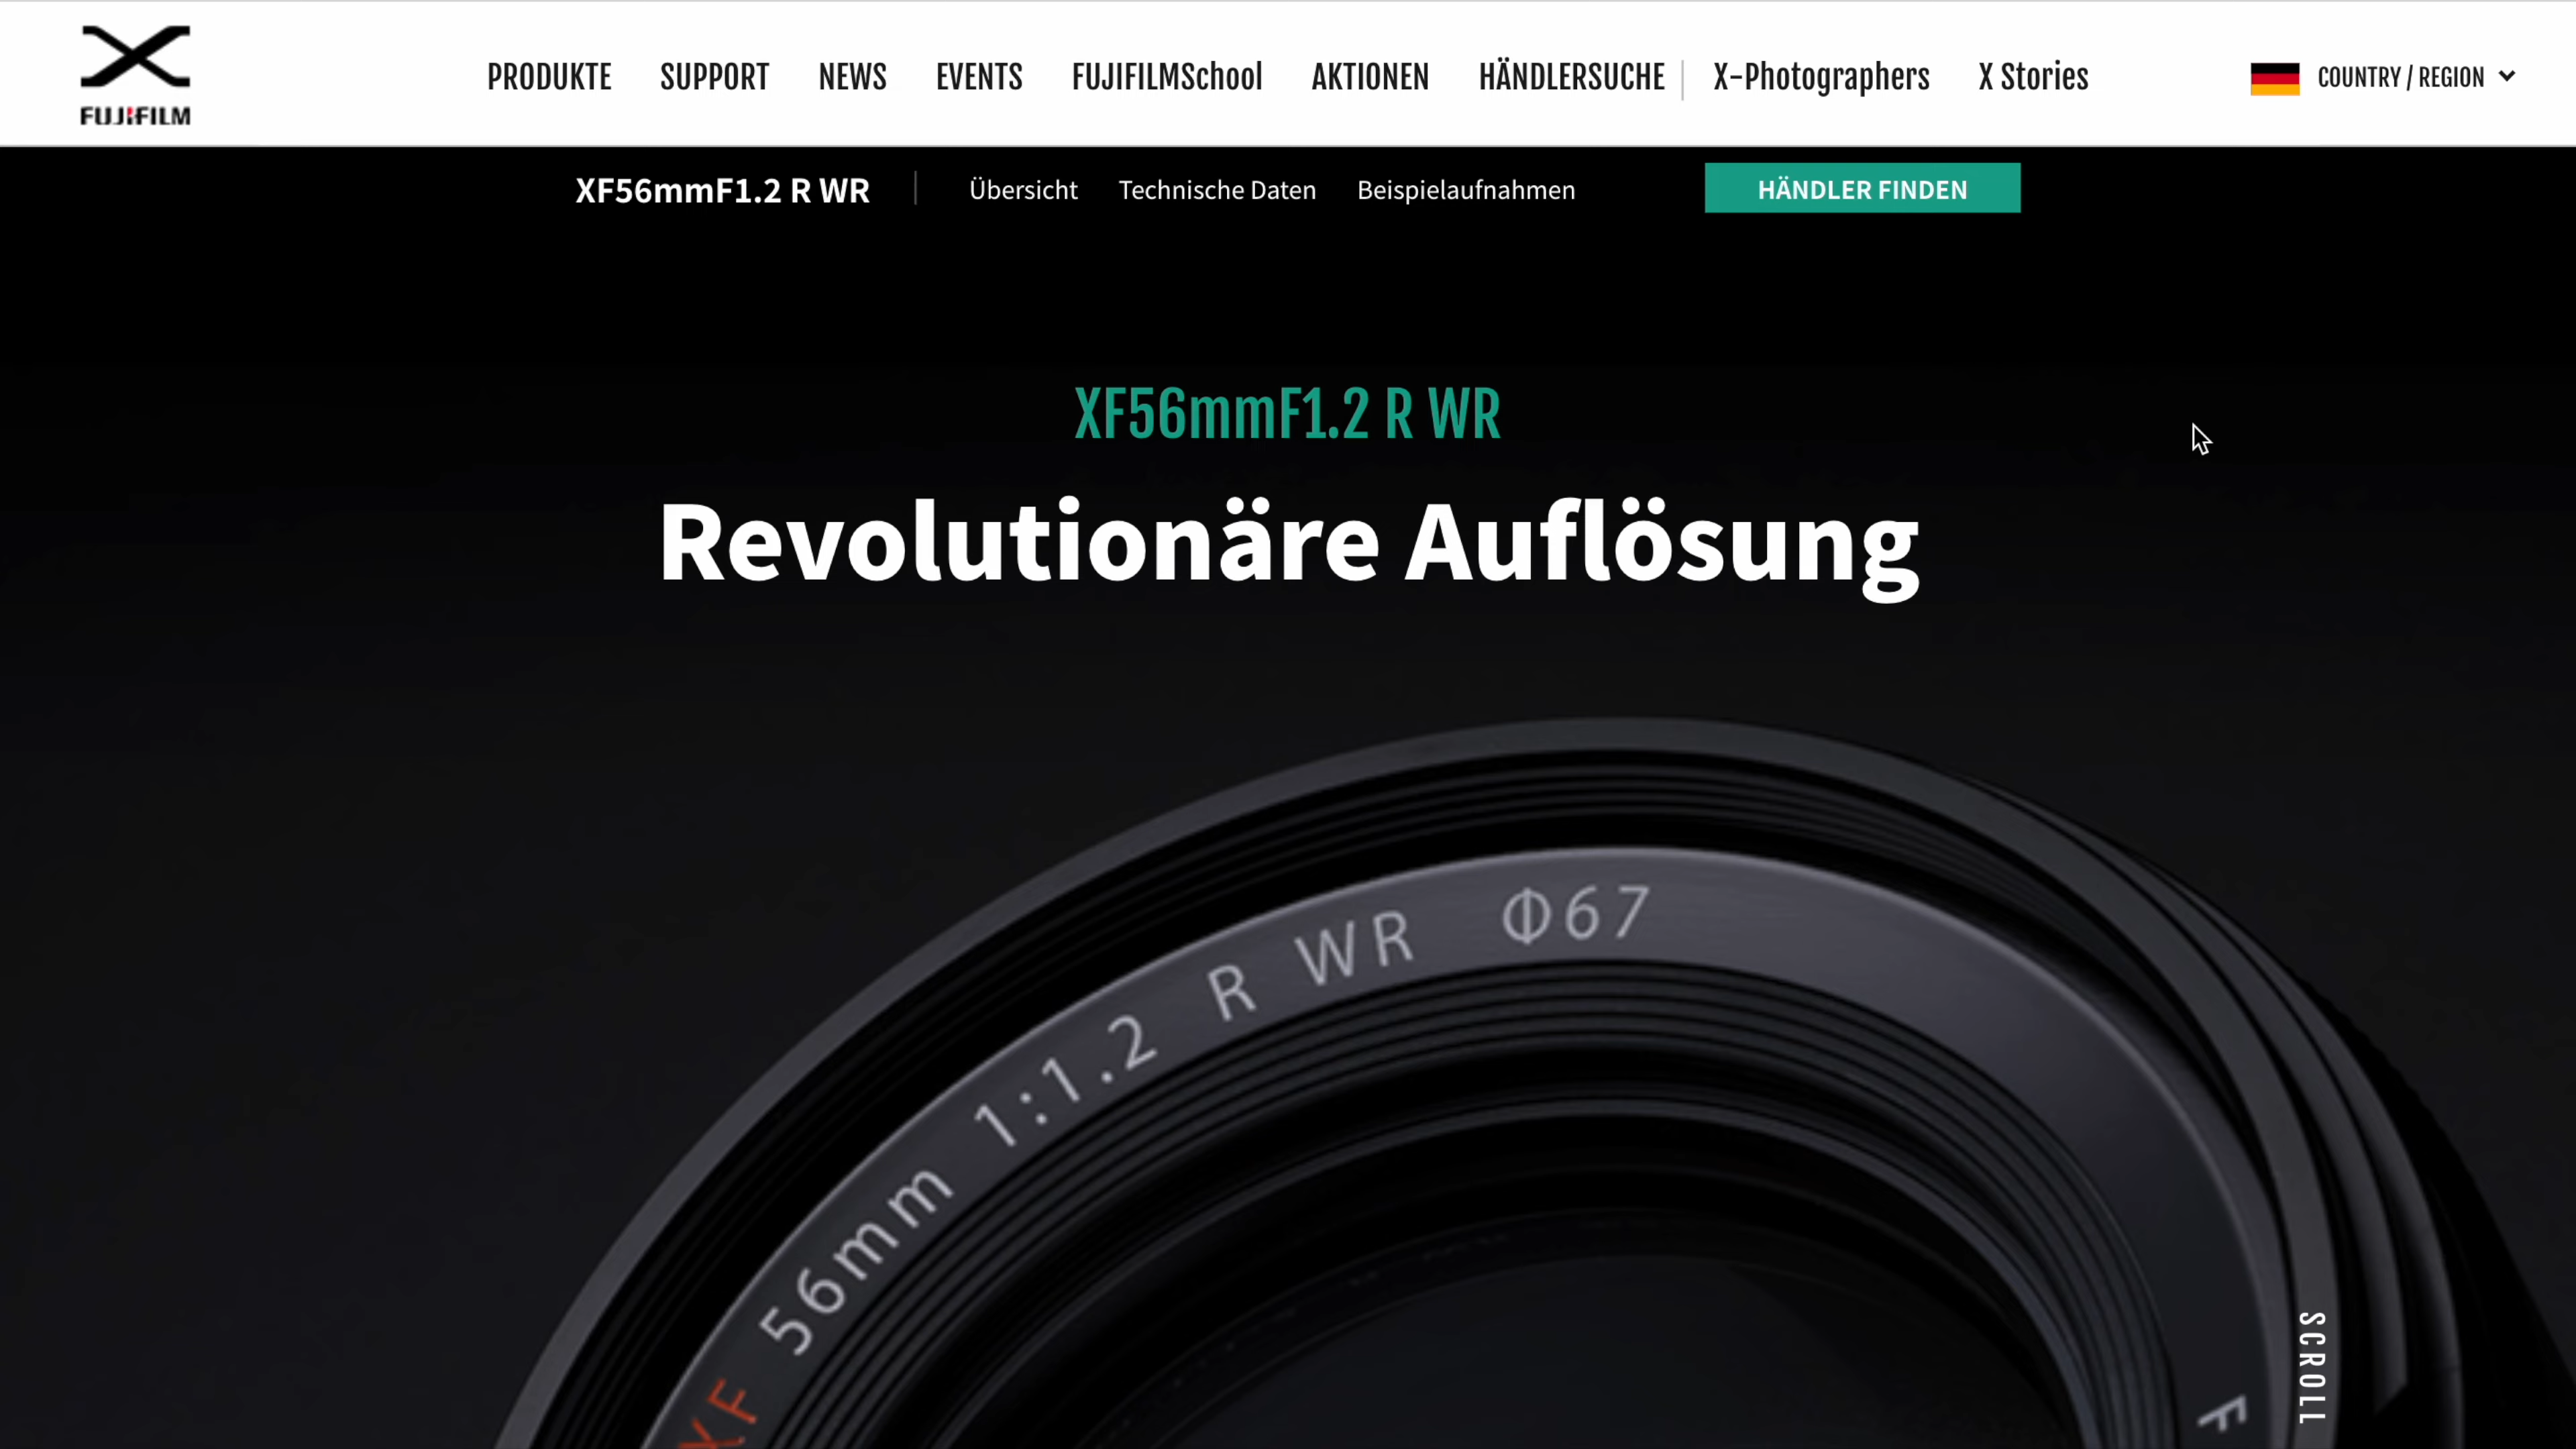 FUJIFILM
PRODUKTE SUPPORT NEWS EVENTS FUJIFILMSchool AKTIONEN HÄNDLERSUCHE X-Photographers X Stories COUNTRY / REGION
XF56mmF1.2 R WR Übersicht Technische Daten Beispielaufnahmen HÄNDLER FINDEN
XF56mmF1.2 R WR
Revolutionäre Auflösung
XF 56mm 1:1.2 R WR Φ67
F
SCROLL